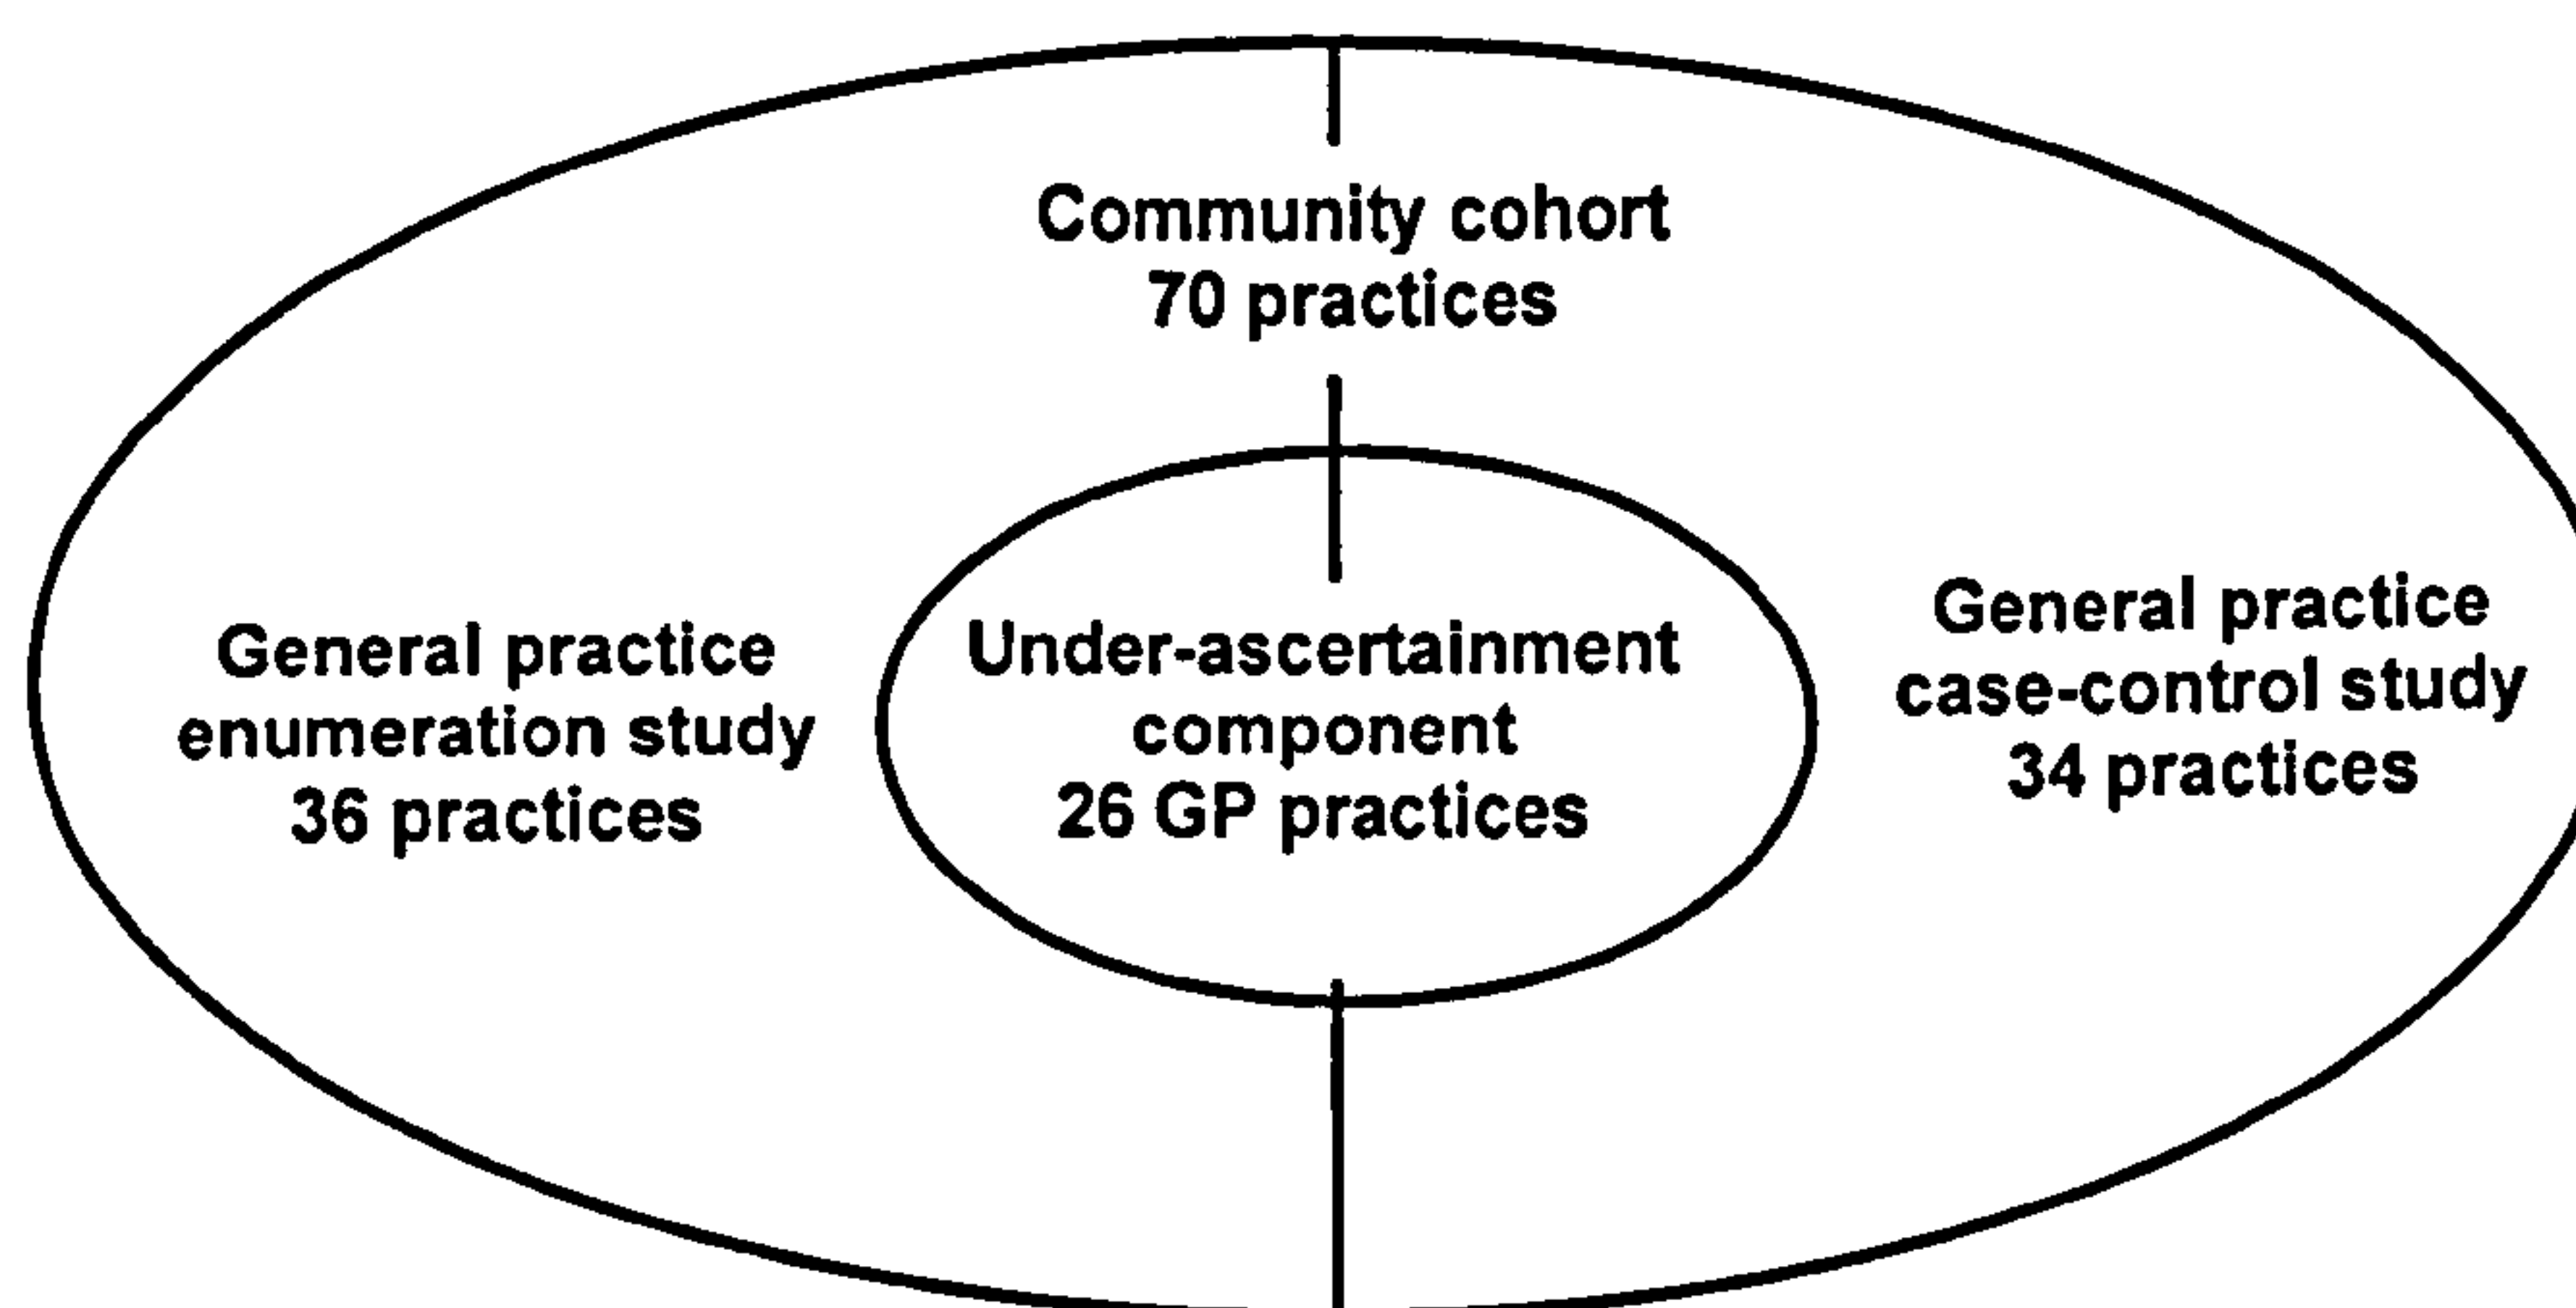 Community cohort
70 practices
General practice
enumeration study
36 practices
Under-ascertainment
component
26 GP practices
General practice
case-control study
34 practices